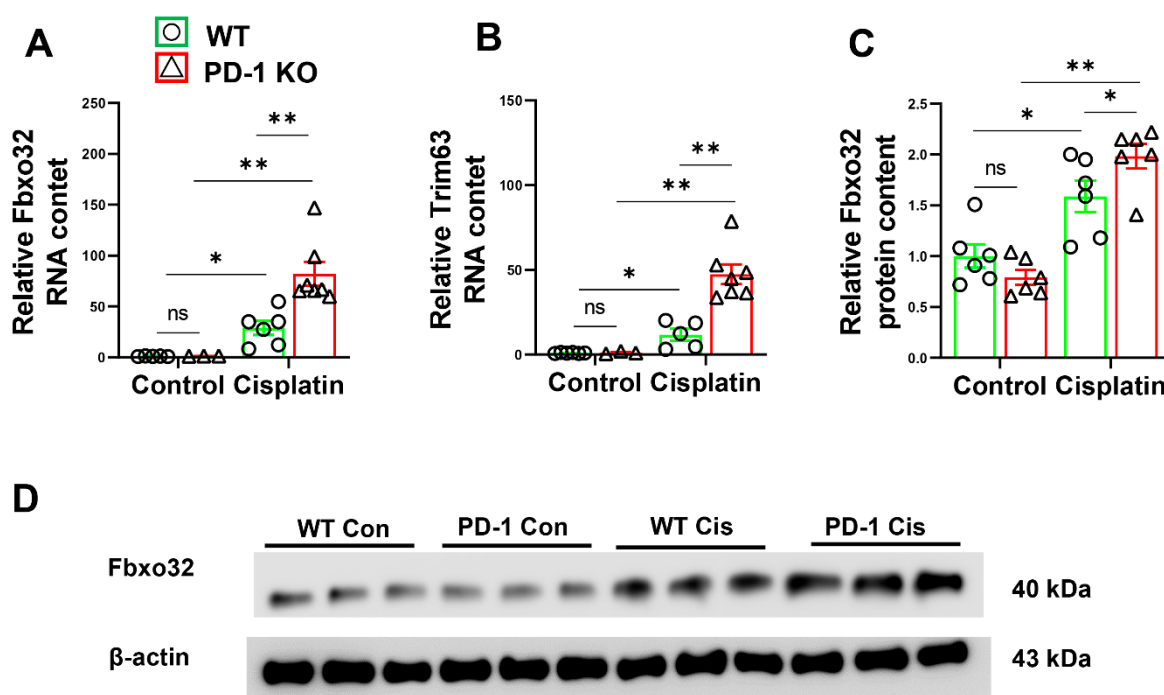 A
WT
PD-1 KO
Relative Fbxo32
RNA contet
250
200
150
100
50
0
**
**
*
ns
Control Cisplatin
B
Relative Trim63
RNA contet
150
100
50
0
**
**
*
ns
Control Cisplatin
C
Relative Fbxo32
protein content
2.5
2.0
1.5
1.0
0.5
0.0
**
*
*
ns
Control Cisplatin
D
WT Con PD-1 Con WT Cis PD-1 Cis
Fbxo32
40 kDa
β-actin
43 kDa